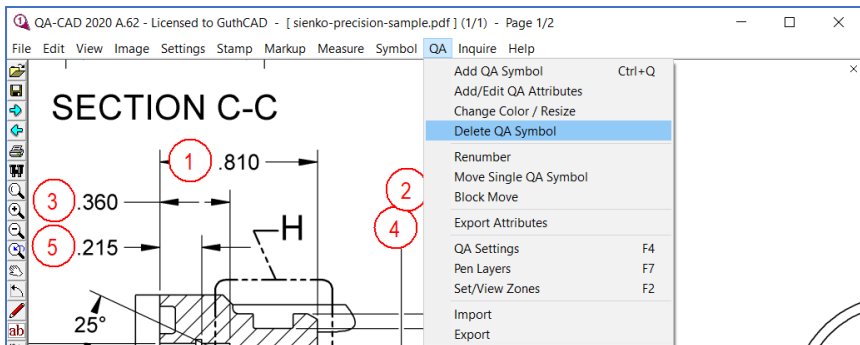 QA-CAD 2020 A.62 - Licensed to GuthCAD - [ sienko-precision-sample.pdf ] (1/1) - Page 1/2
File Edit View Image Settings Stamp Markup Measure Symbol QA Inquire Help
Add QA Symbol Ctrl+Q
Add/Edit QA Attributes
Change Color / Resize
Delete QA Symbol
Renumber
Move Single QA Symbol
Block Move
Export Attributes
QA Settings F4
Pen Layers F7
Set/View Zones F2
Import
Export
SECTION C-C
1 .810
2
3 .360
4
H
5 .215
25°
ab